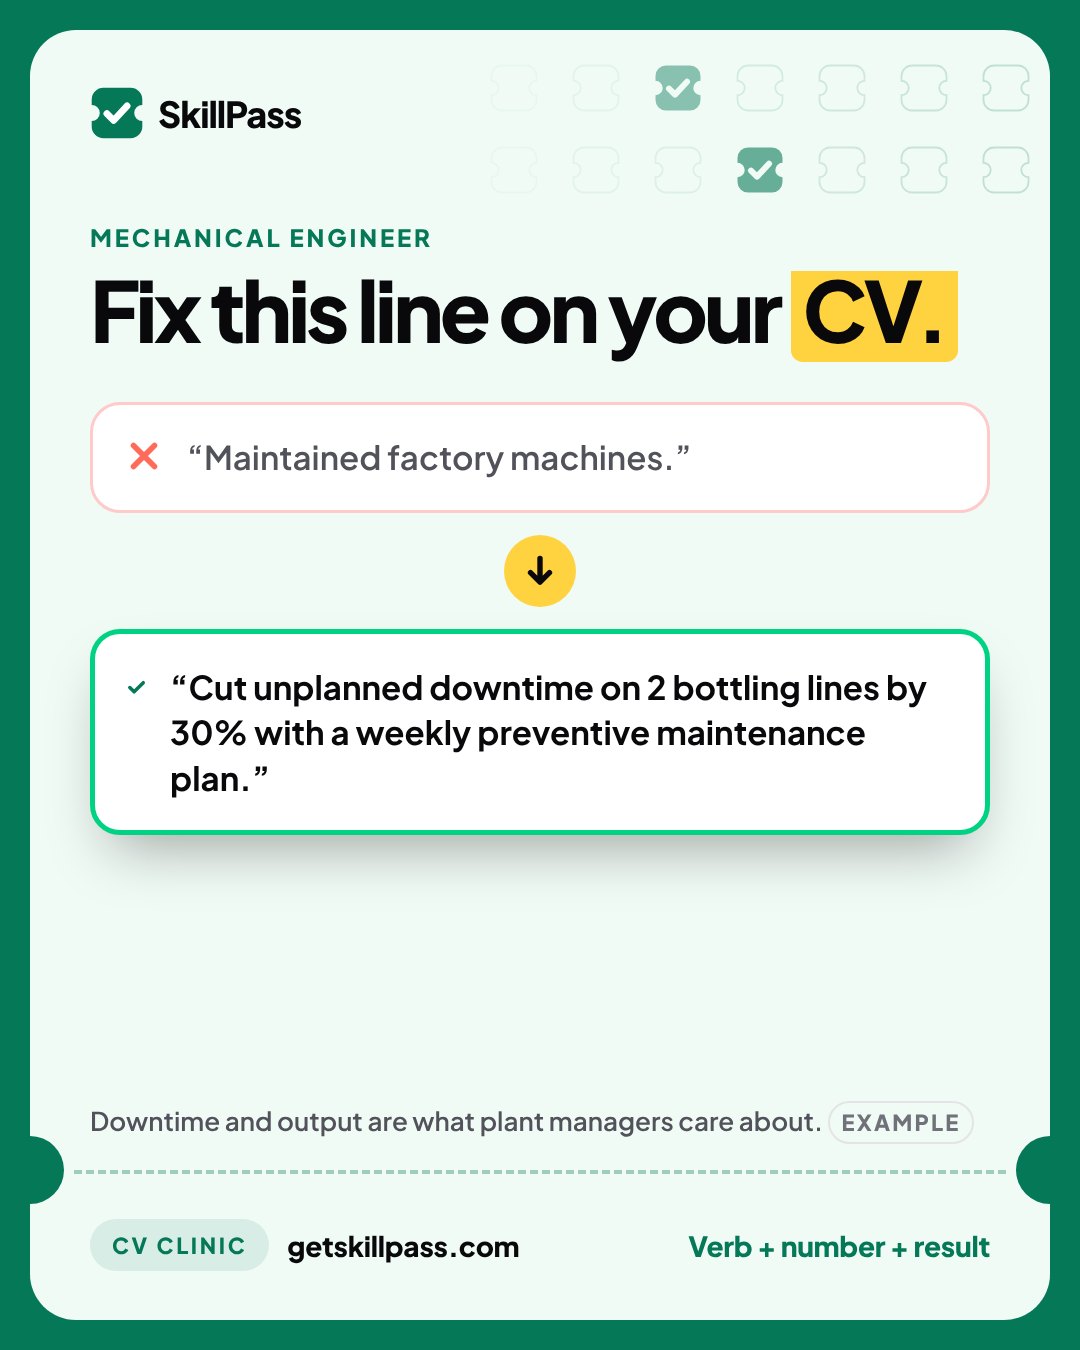 SkillPass
MECHANICAL ENGINEER
Fix this line on your CV.
“Maintained factory machines.”
“Cut unplanned downtime on 2 bottling lines by
30% with a weekly preventive maintenance
plan.”
Downtime and output are what plant managers care about. EXAMPLE
CV CLINIC getskillpass.com Verb + number + result